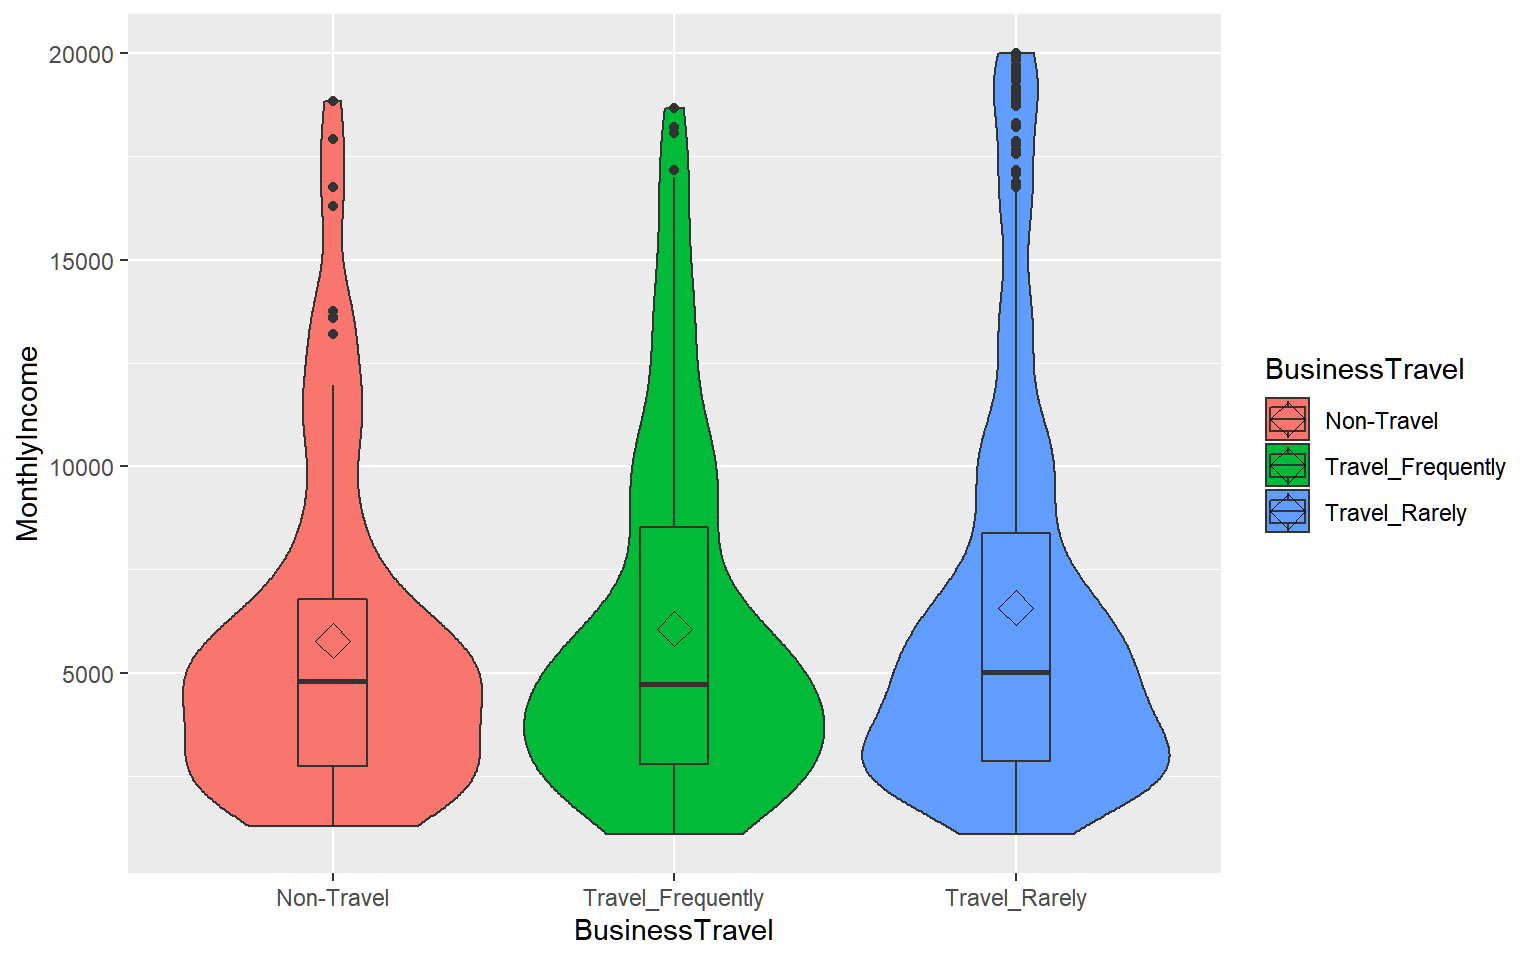 20000
15000
10000
5000
MonthlyIncome
Non-Travel
Travel_Frequently
Travel_Rarely
BusinessTravel
BusinessTravel
Non-Travel
Travel_Frequently
Travel_Rarely